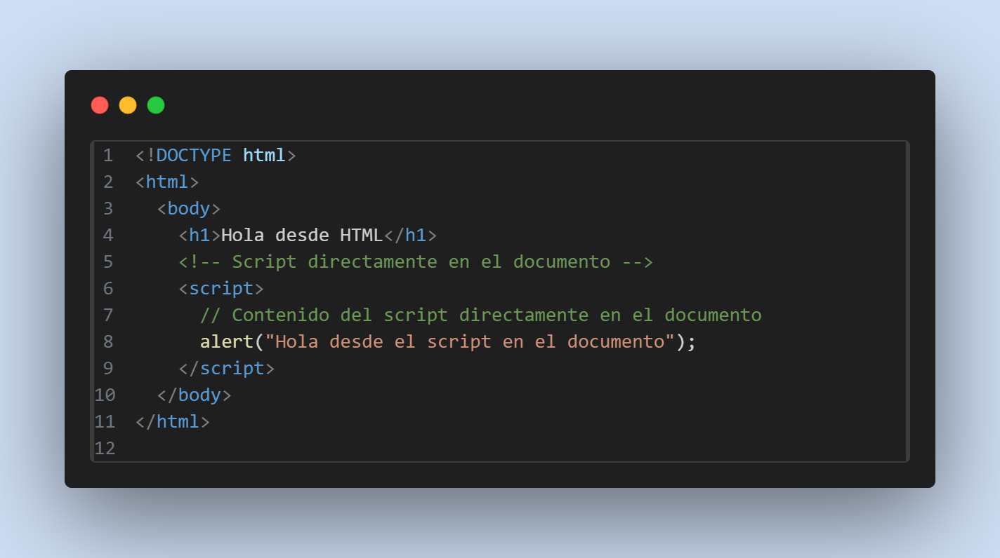 1 <!DOCTYPE html>
2 <html>
3   <body>
4     <h1>Hola desde HTML</h1>
5     <!-- Script directamente en el documento -->
6     <script>
7       // Contenido del script directamente en el documento
8       alert("Hola desde el script en el documento");
9     </script>
10   </body>
11 </html>
12